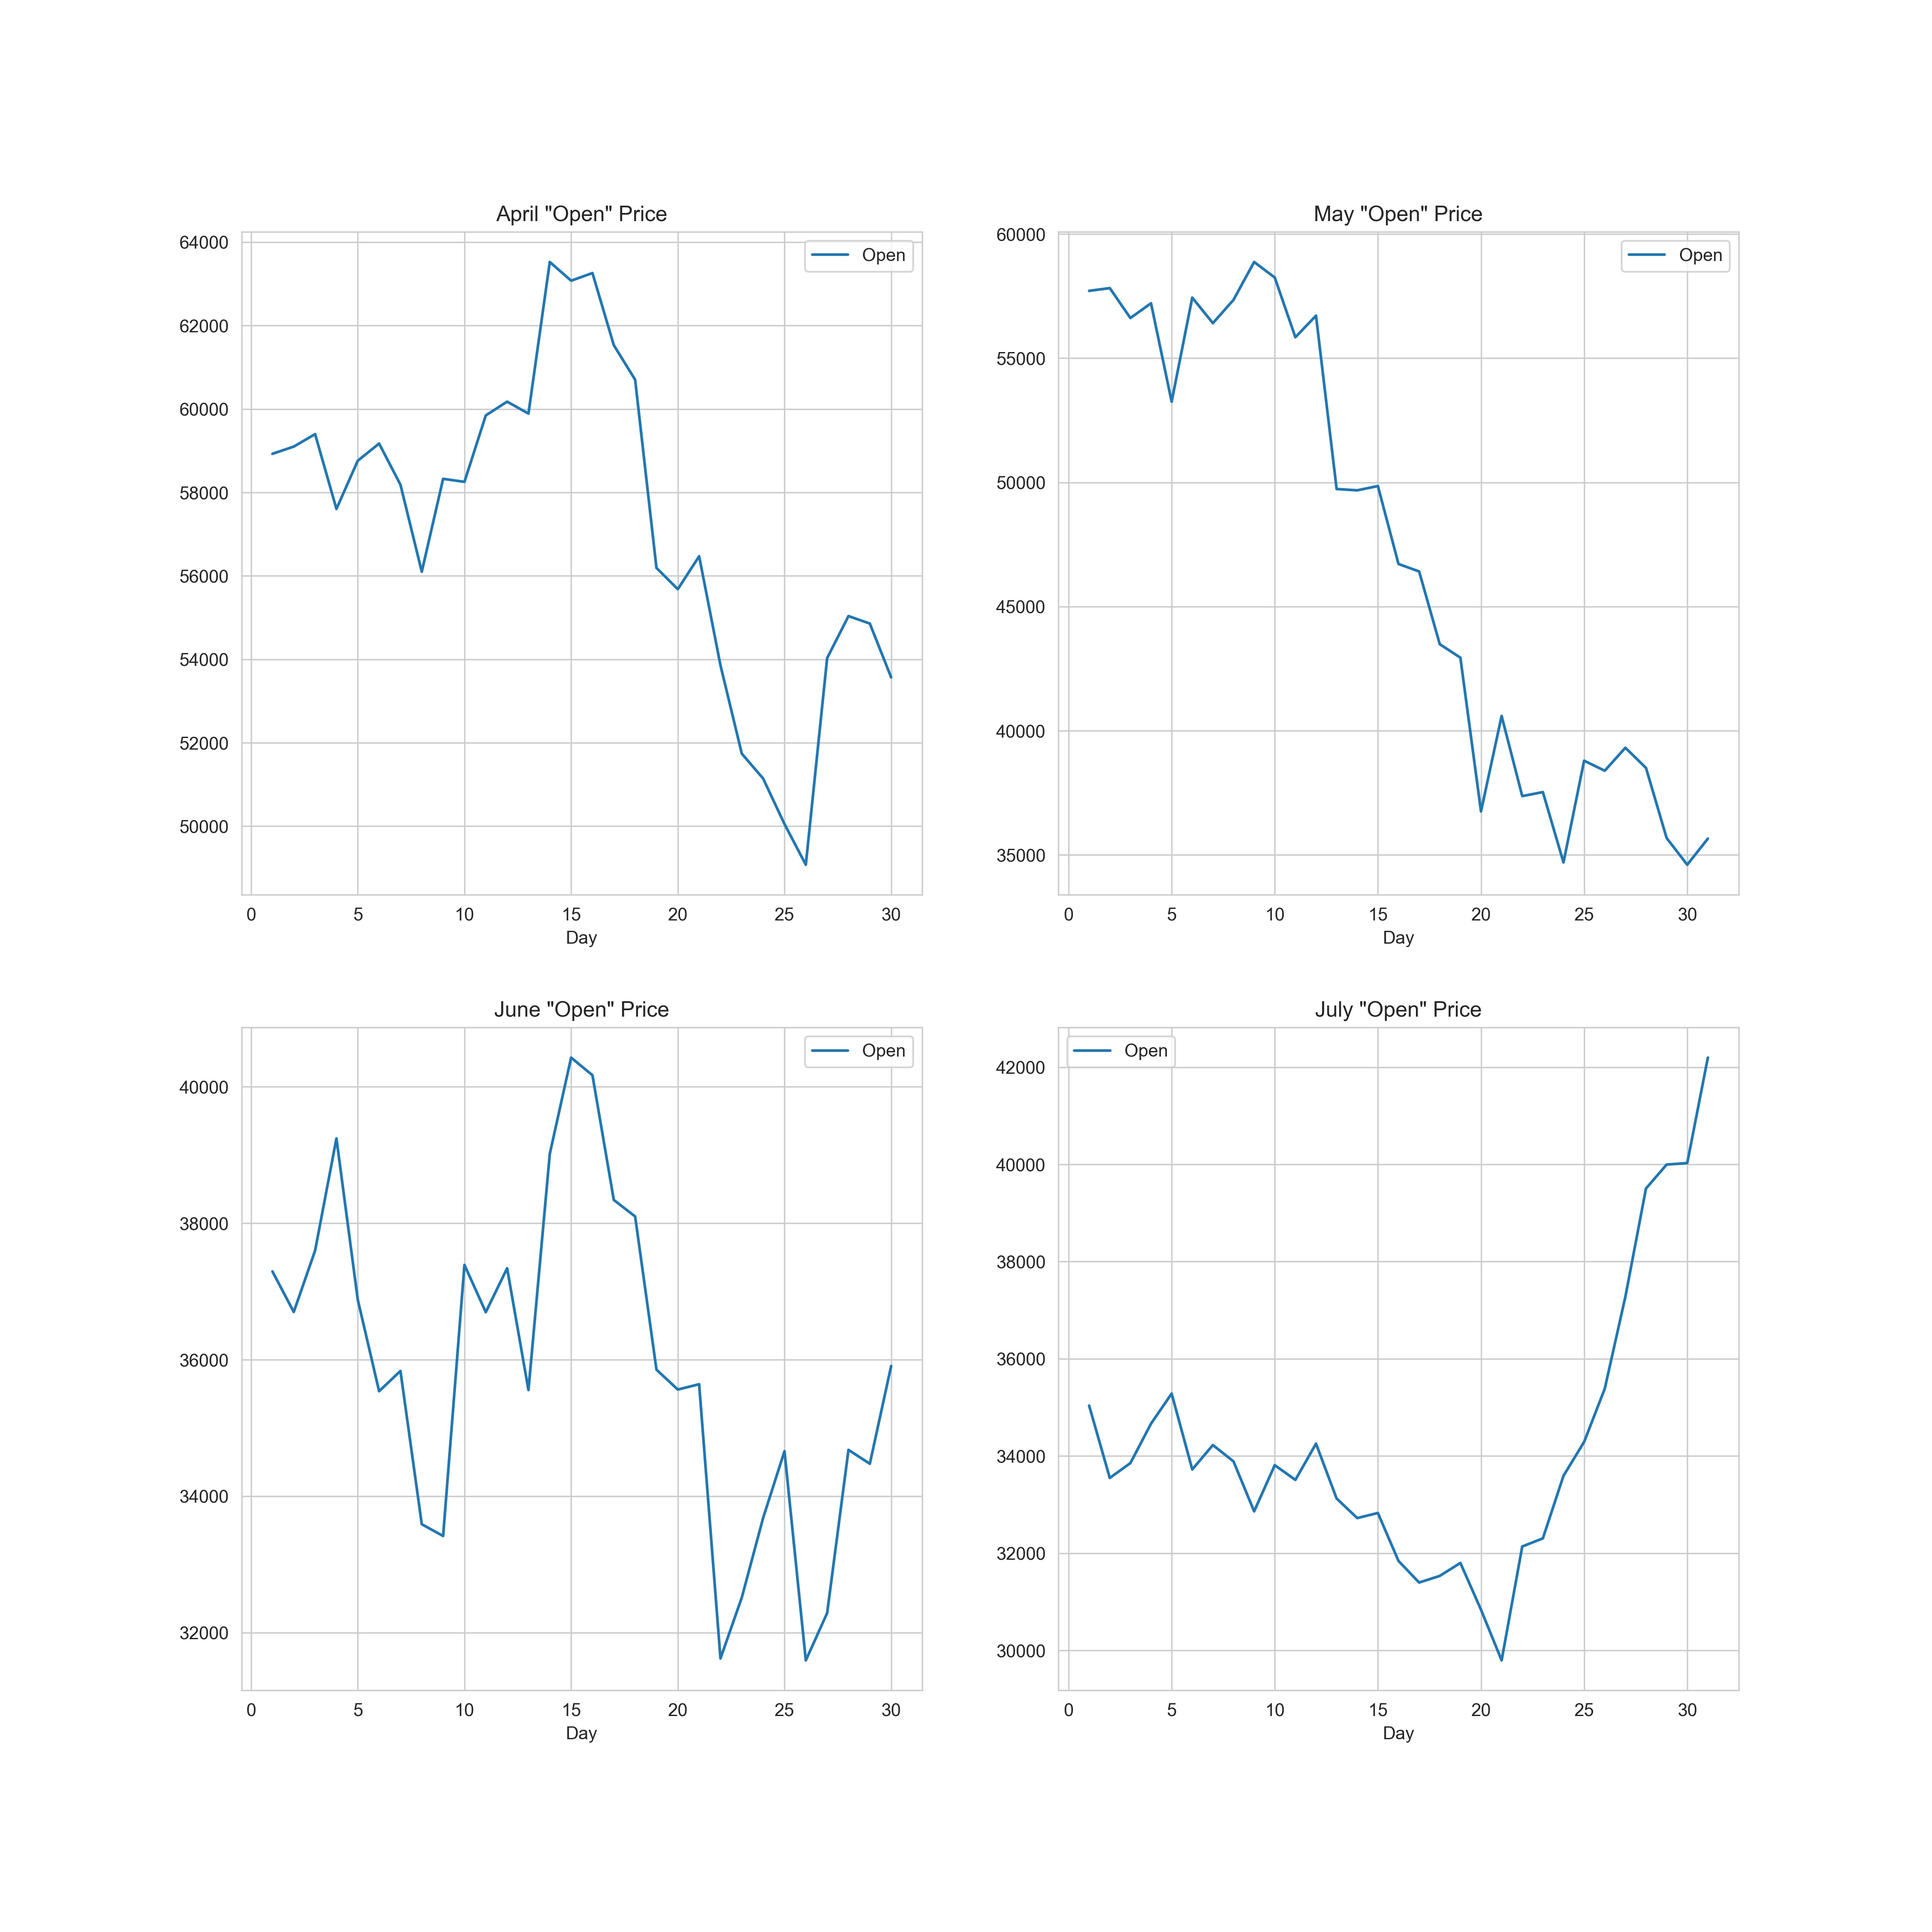 April "Open" Price
64000
62000
60000
58000
56000
54000
52000
50000
Open
0 5 10 15 20 25 30
Day
May "Open" Price
60000
55000
50000
45000
40000
35000
Open
0 5 10 15 20 25 30
Day
June "Open" Price
40000
38000
36000
34000
32000
Open
0 5 10 15 20 25 30
Day
July "Open" Price
42000
40000
38000
36000
34000
32000
30000
Open
0 5 10 15 20 25 30
Day